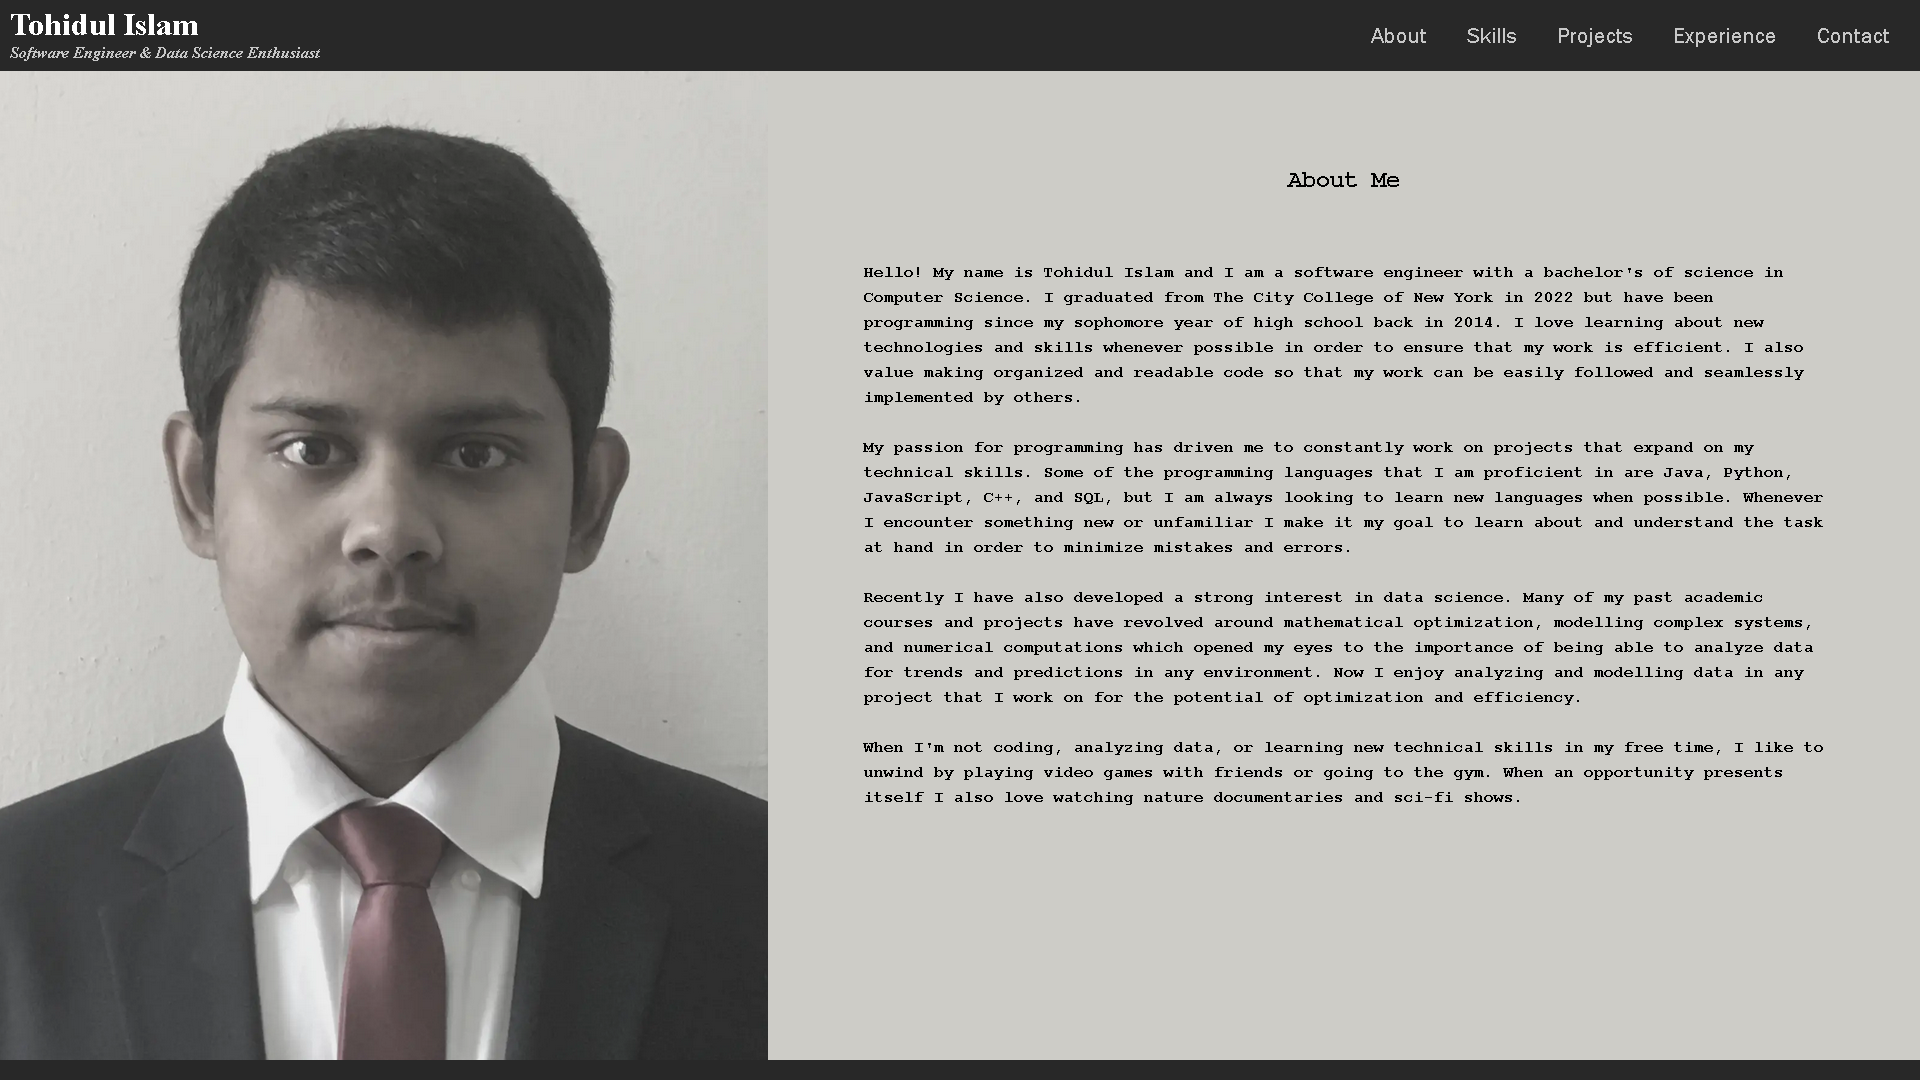 Tohidul Islam
Software Engineer & Data Science Enthusiast
About Skills Projects Experience Contact
About Me
Hello! My name is Tohidul Islam and I am a software engineer with a bachelor's of science in
Computer Science. I graduated from The City College of New York in 2022 but have been
programming since my sophomore year of high school back in 2014. I love learning about new
technologies and skills whenever possible in order to ensure that my work is efficient. I also
value making organized and readable code so that my work can be easily followed and seamlessly
implemented by others.
My passion for programming has driven me to constantly work on projects that expand on my
technical skills. Some of the programming languages that I am proficient in are Java, Python,
JavaScript, C++, and SQL, but I am always looking to learn new languages when possible. Whenever
I encounter something new or unfamiliar I make it my goal to learn about and understand the task
at hand in order to minimize mistakes and errors.
Recently I have also developed a strong interest in data science. Many of my past academic
courses and projects have revolved around mathematical optimization, modelling complex systems,
and numerical computations which opened my eyes to the importance of being able to analyze data
for trends and predictions in any environment. Now I enjoy analyzing and modelling data in any
project that I work on for the potential of optimization and efficiency.
When I'm not coding, analyzing data, or learning new technical skills in my free time, I like to
unwind by playing video games with friends or going to the gym. When an opportunity presents
itself I also love watching nature documentaries and sci-fi shows.